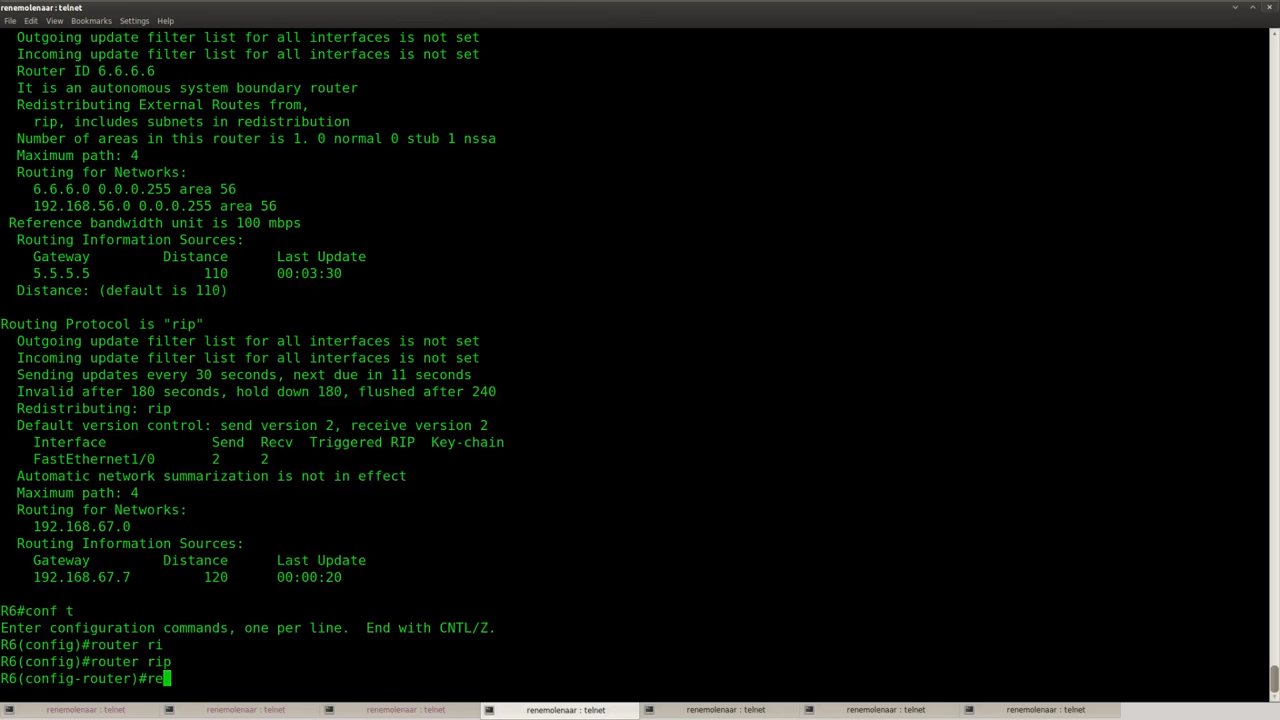 renemolenaar : telnet
File Edit View Bookmarks Settings Help
Outgoing update filter list for all interfaces is not set
Incoming update filter list for all interfaces is not set
Router ID 6.6.6.6
It is an autonomous system boundary router
Redistributing External Routes from,
rip, includes subnets in redistribution
Number of areas in this router is 1. 0 normal 0 stub 1 nssa
Maximum path: 4
Routing for Networks:
6.6.6.0 0.0.0.255 area 56
192.168.56.0 0.0.0.255 area 56
Reference bandwidth unit is 100 mbps
Routing Information Sources:
Gateway Distance Last Update
5.5.5.5 110 00:03:30
Distance: (default is 110)
Routing Protocol is "rip"
Outgoing update filter list for all interfaces is not set
Incoming update filter list for all interfaces is not set
Sending updates every 30 seconds, next due in 11 seconds
Invalid after 180 seconds, hold down 180, flushed after 240
Redistributing: rip
Default version control: send version 2, receive version 2
Interface Send Recv Triggered RIP Key-chain
FastEthernet1/0 2 2
Automatic network summarization is not in effect
Maximum path: 4
Routing for Networks:
192.168.67.0
Routing Information Sources:
Gateway Distance Last Update
192.168.67.7 120 00:00:20
R6#conf t
Enter configuration commands, one per line. End with CNTL/Z.
R6(config)#router ri
R6(config)#router rip
R6(config-router)#re
renemolenaar : telnet renemolenaar : telnet renemolenaar : telnet renemolenaar : telnet renemolenaar : telnet renemolenaar : telnet renemolenaar : telnet